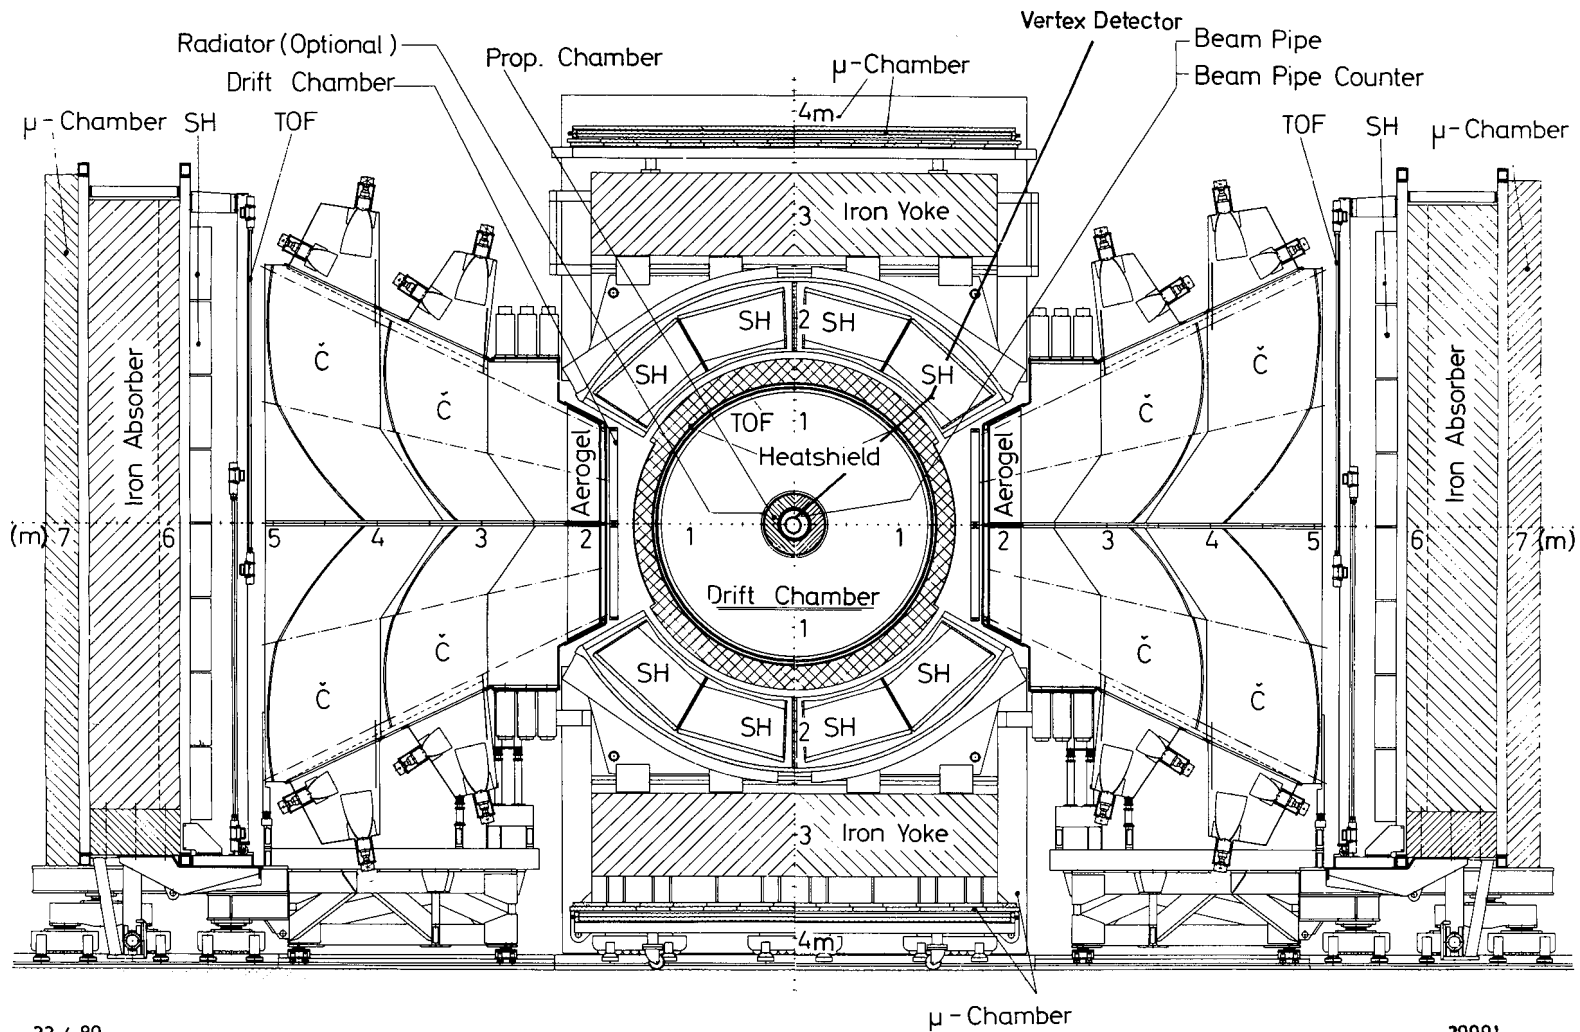 Vertex Detector
Radiator (Optional)
Prop. Chamber
Beam Pipe
μ-Chamber
Drift Chamber
Beam Pipe Counter
4m
μ-Chamber SH TOF
TOF SH μ-Chamber
3 Iron Yoke
SH 2 SH
SH SH
Č Č Č Č
Iron Absorber
Iron Absorber
TOF 1
Aerogel
Aerogel
Heatshield
(m) 7 6 5 4 3 2 1 1 2 3 4 5 6 7 (m)
Drift Chamber
1
Č Č Č Č
SH SH
SH 2 SH
3 Iron Yoke
4m
μ-Chamber